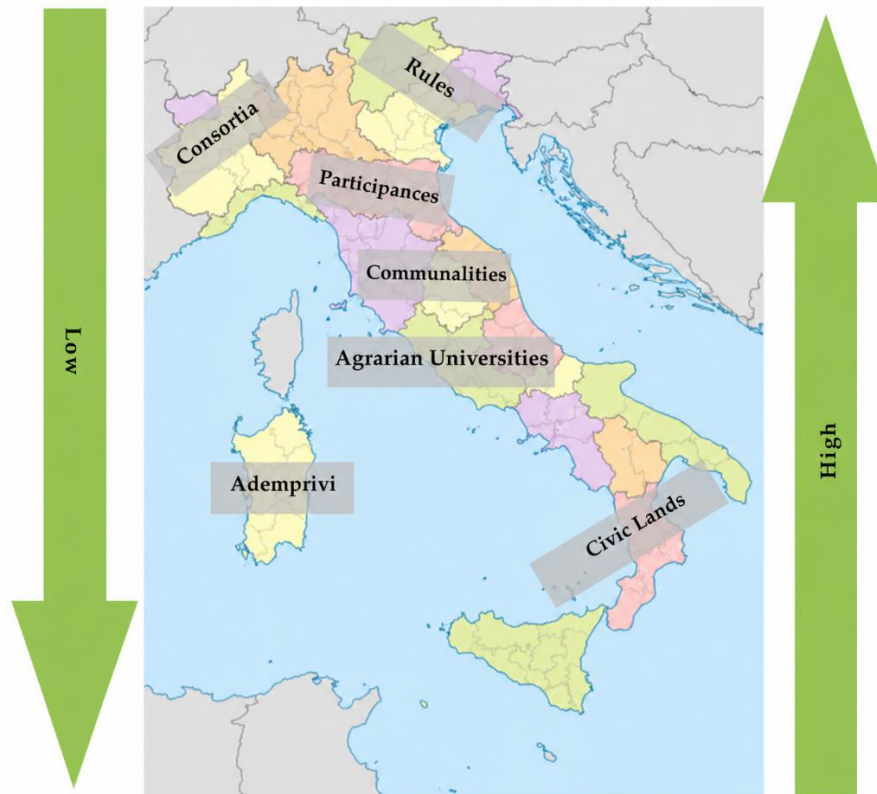 Rules
Consortia
Participances
Communalities
Low
Agrarian Universities
High
Ademprivi
Civic Lands